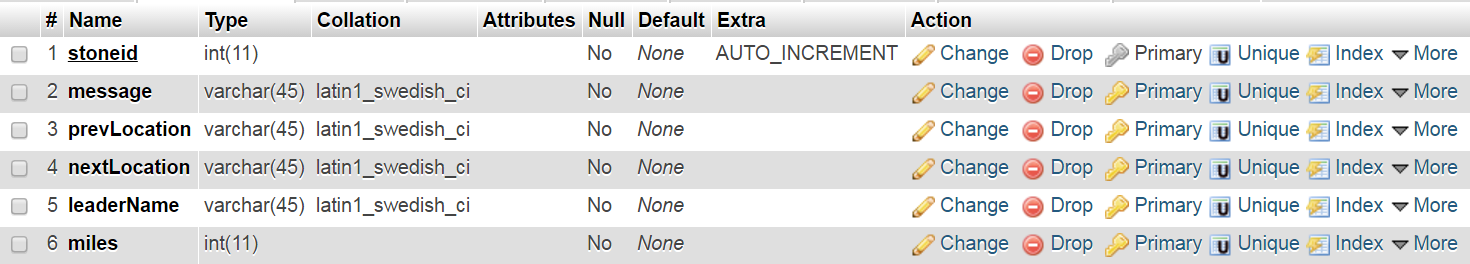 # Name Type Collation Attributes Null Default Extra Action
1 stoneid int(11) No None AUTO_INCREMENT Change Drop Primary Unique Index More
2 message varchar(45) latin1_swedish_ci No None Change Drop Primary Unique Index More
3 prevLocation varchar(45) latin1_swedish_ci No None Change Drop Primary Unique Index More
4 nextLocation varchar(45) latin1_swedish_ci No None Change Drop Primary Unique Index More
5 leaderName varchar(45) latin1_swedish_ci No None Change Drop Primary Unique Index More
6 miles int(11) No None Change Drop Primary Unique Index More